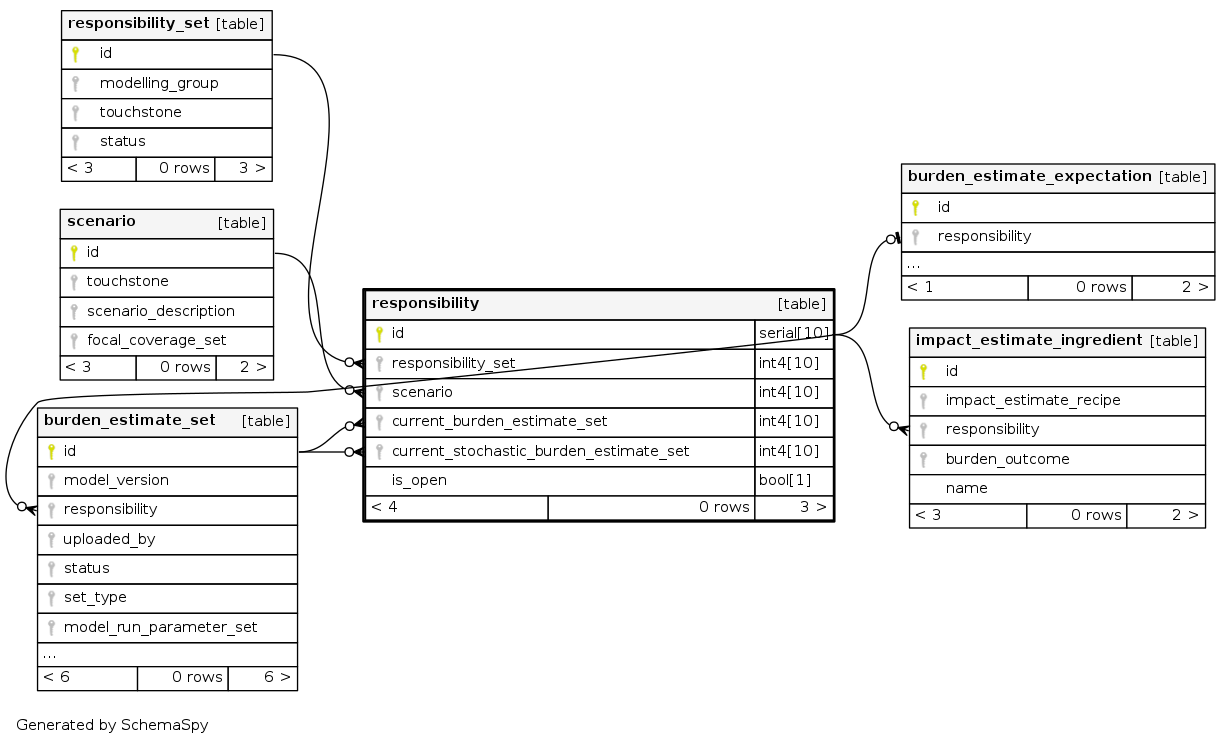 responsibility_set [table]
id
modelling_group
touchstone
status
< 3 0 rows 3 >
scenario [table]
id
touchstone
scenario_description
focal_coverage_set
< 3 0 rows 2 >
burden_estimate_set [table]
id
model_version
responsibility
uploaded_by
status
set_type
model_run_parameter_set
...
< 6 0 rows 6 >
responsibility [table]
id serial[10]
responsibility_set int4[10]
scenario int4[10]
current_burden_estimate_set int4[10]
current_stochastic_burden_estimate_set int4[10]
is_open bool[1]
< 4 0 rows 3 >
burden_estimate_expectation [table]
id
responsibility
...
< 1 0 rows 2 >
impact_estimate_ingredient [table]
id
impact_estimate_recipe
responsibility
burden_outcome
name
< 3 0 rows 2 >
Generated by SchemaSpy